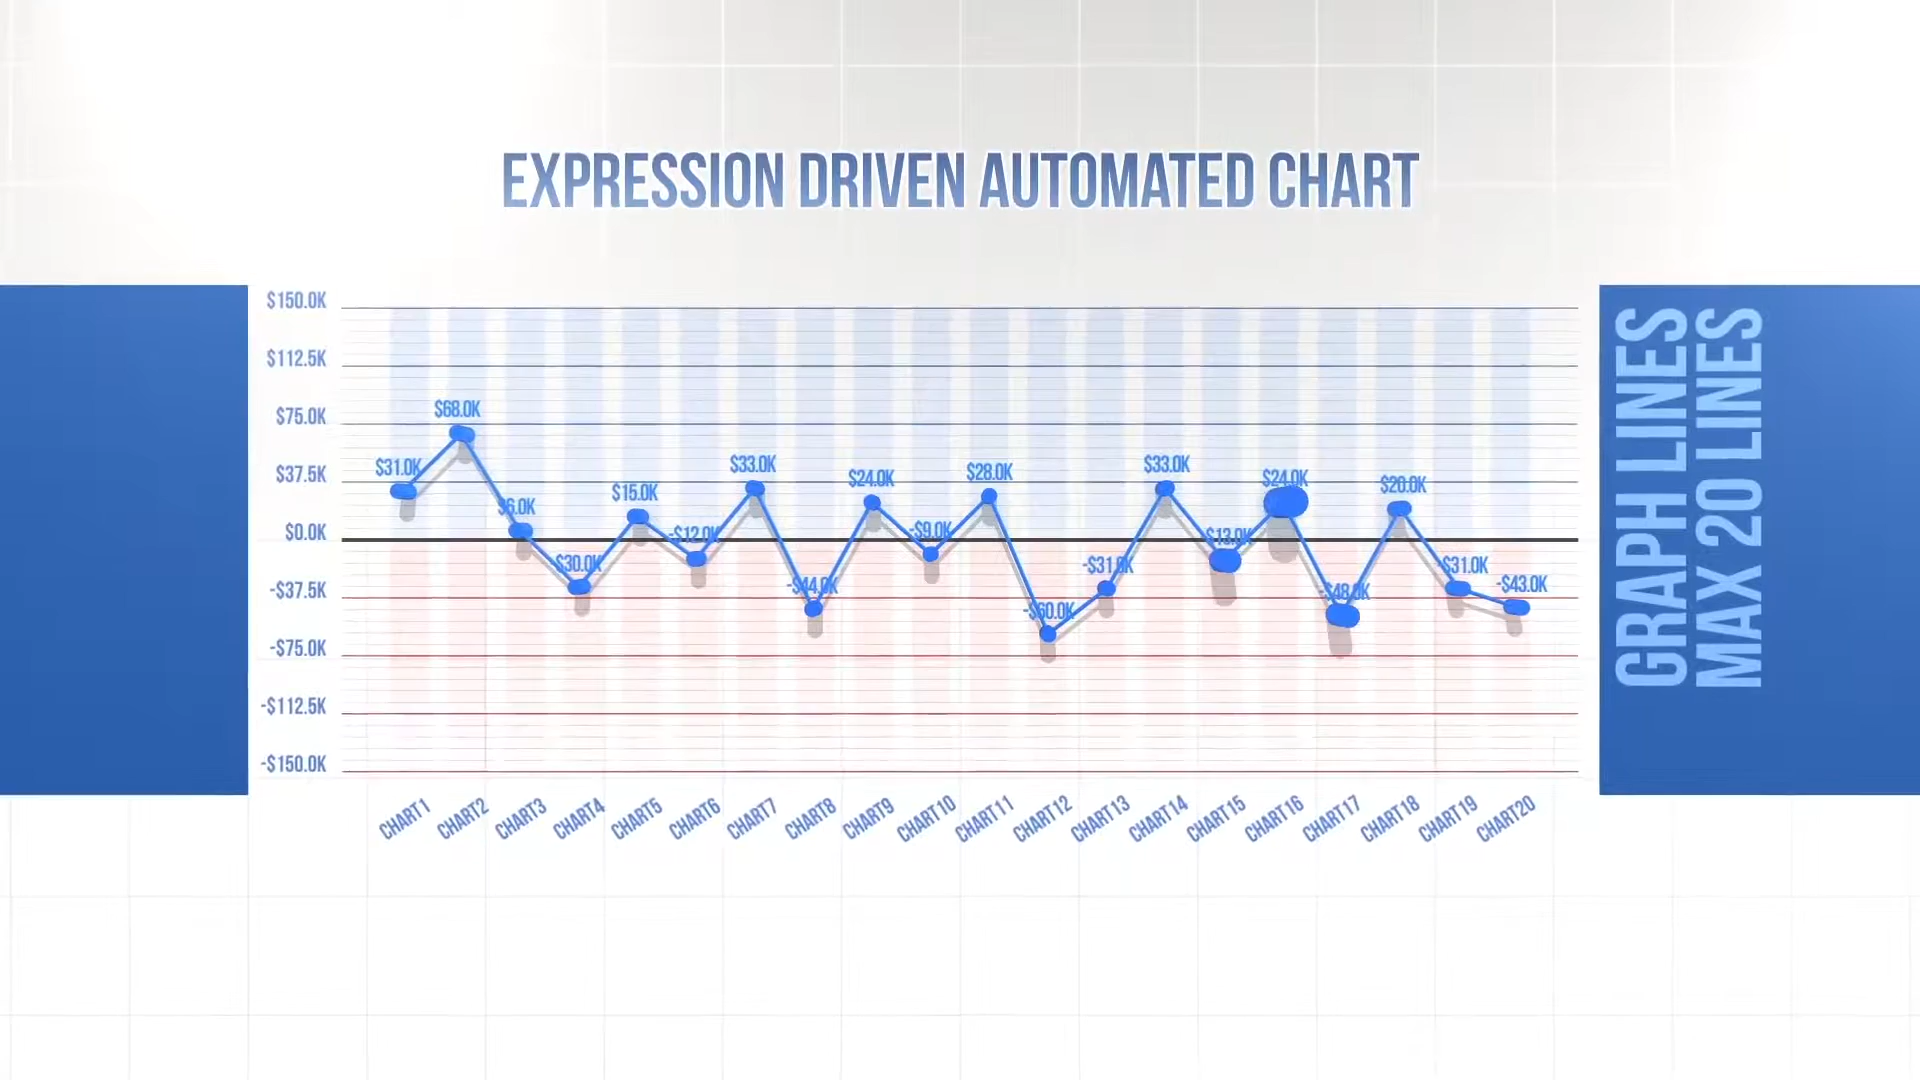 EXPRESSION DRIVEN AUTOMATED CHART
$150.0K
$112.5K
$75.0K
$37.5K
$0.0K
-$37.5K
-$75.0K
-$112.5K
-$150.0K
$31.0K
$68.0K
$6.0K
$30.0K
$15.0K
-$12.0K
$33.0K
-$44.0K
$24.0K
-$9.0K
$28.0K
-$60.0K
-$31.0K
$33.0K
-$13.0K
$24.0K
-$48.0K
$20.0K
-$31.0K
-$43.0K
CHART1
CHART2
CHART3
CHART4
CHART5
CHART6
CHART7
CHART8
CHART9
CHART10
CHART11
CHART12
CHART13
CHART14
CHART15
CHART16
CHART17
CHART18
CHART19
CHART20
GRAPH LINES
MAX 20 LINES